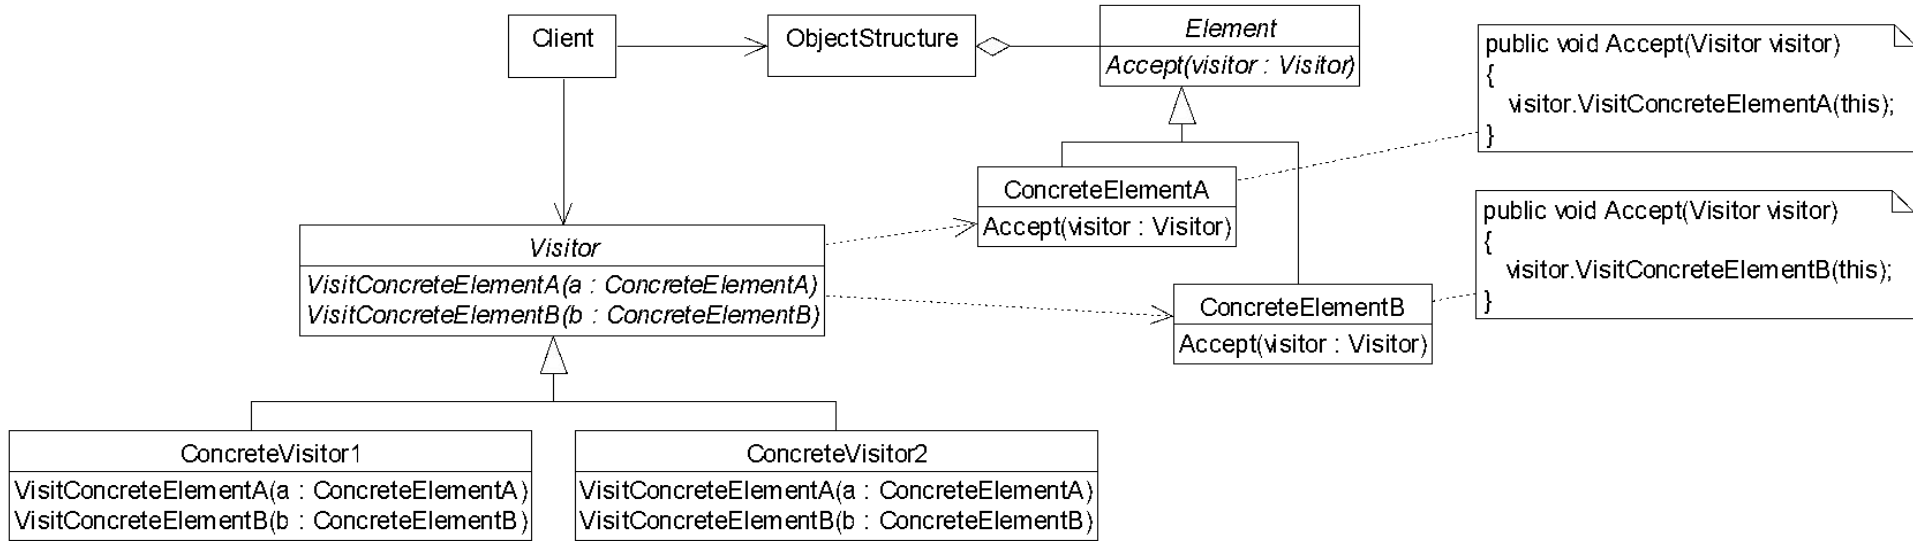 Client
ObjectStructure
Element
Accept(visitor : Visitor)
public void Accept(Visitor visitor)
{
visitor.VisitConcreteElementA(this);
}
ConcreteElementA
Accept(visitor : Visitor)
public void Accept(Visitor visitor)
{
visitor.VisitConcreteElementB(this);
}
Visitor
VisitConcreteElementA(a : ConcreteElementA)
VisitConcreteElementB(b : ConcreteElementB)
ConcreteElementB
Accept(visitor : Visitor)
ConcreteVisitor1
VisitConcreteElementA(a : ConcreteElementA)
VisitConcreteElementB(b : ConcreteElementB)
ConcreteVisitor2
VisitConcreteElementA(a : ConcreteElementA)
VisitConcreteElementB(b : ConcreteElementB)